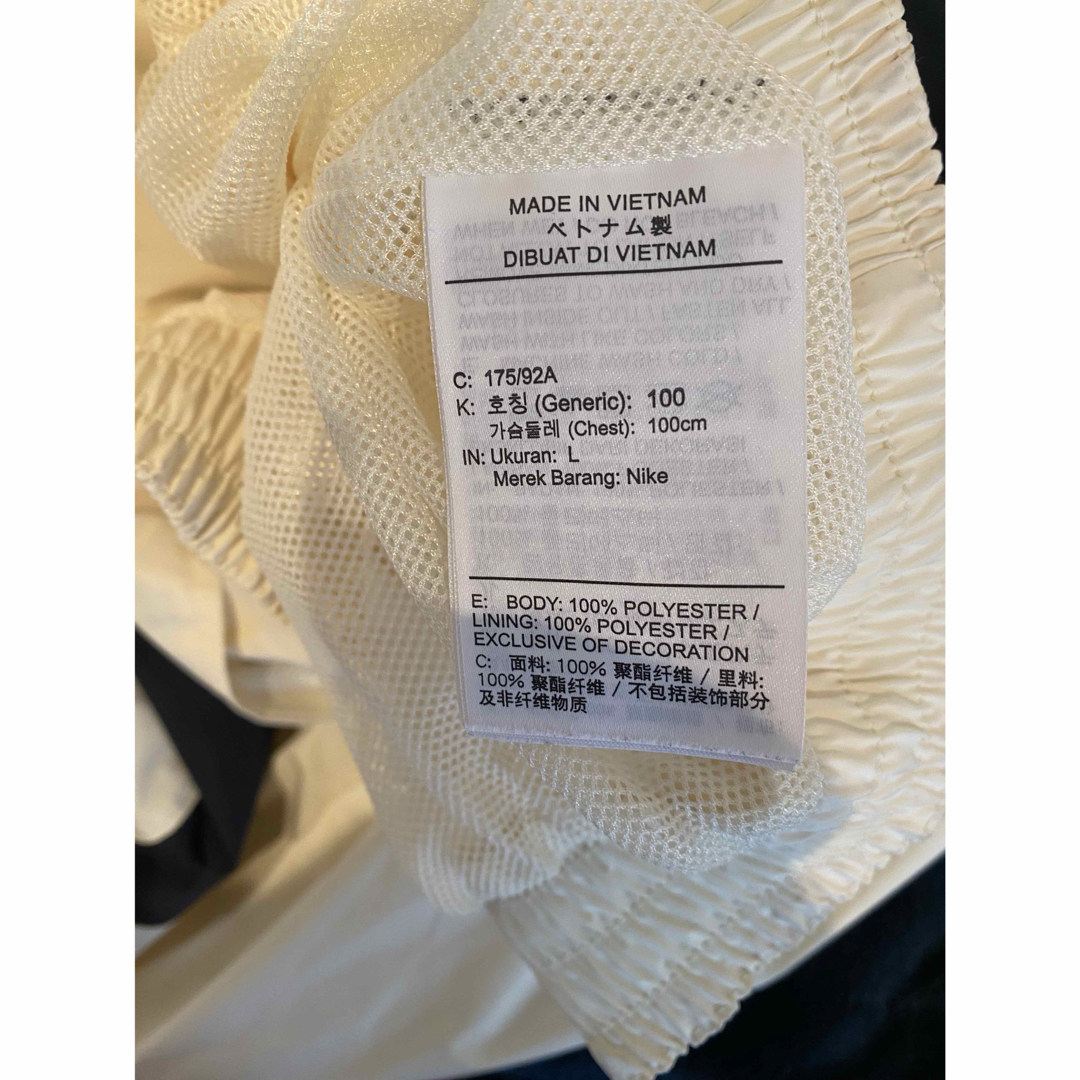 MADE IN VIETNAM
ベトナム製
DIBUAT DI VIETNAM
C: 175/92A
K: 호칭 (Generic): 100
가슴둘레 (Chest): 100cm
IN: Ukuran: L
Merek Barang: Nike
E: BODY: 100% POLYESTER /
LINING: 100% POLYESTER /
EXCLUSIVE OF DECORATION
C: 面料: 100% 聚酯纤维 / 里料:
100% 聚酯纤维 / 不包括装饰部分
及非纤维物质